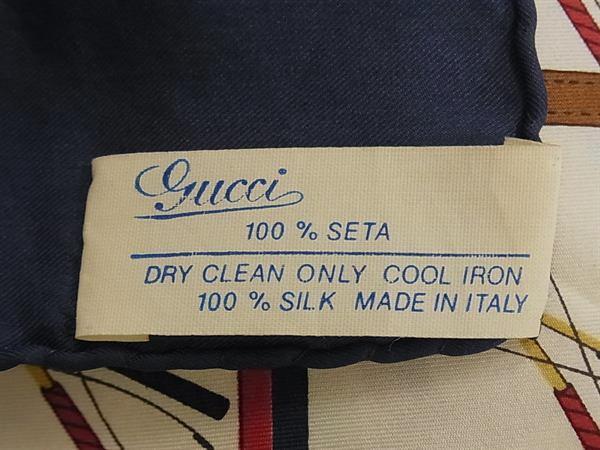 Gucci
100 % SETA
DRY CLEAN ONLY COOL IRON
100 % SILK MADE IN ITALY